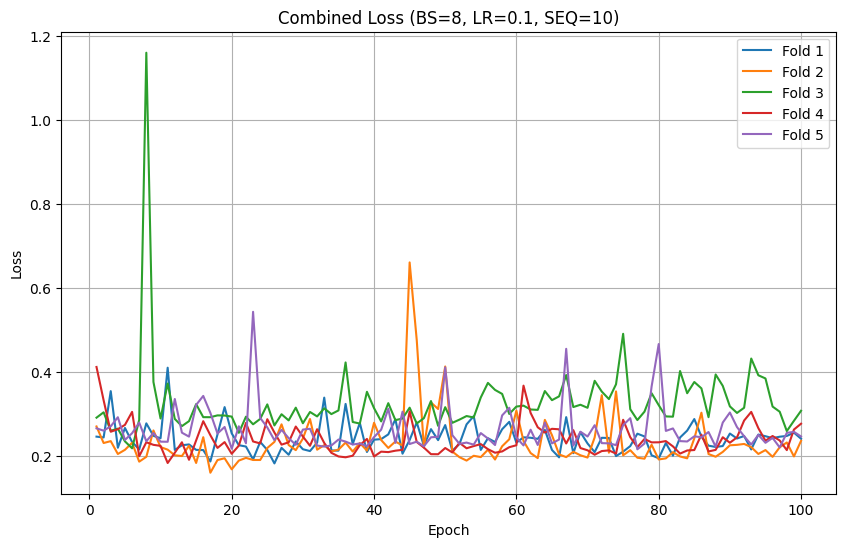 Combined Loss (BS=8, LR=0.1, SEQ=10)
1.2
1.0
0.8
0.6
0.4
0.2
Loss
Fold 1
Fold 2
Fold 3
Fold 4
Fold 5
0
20
40
60
80
100
Epoch